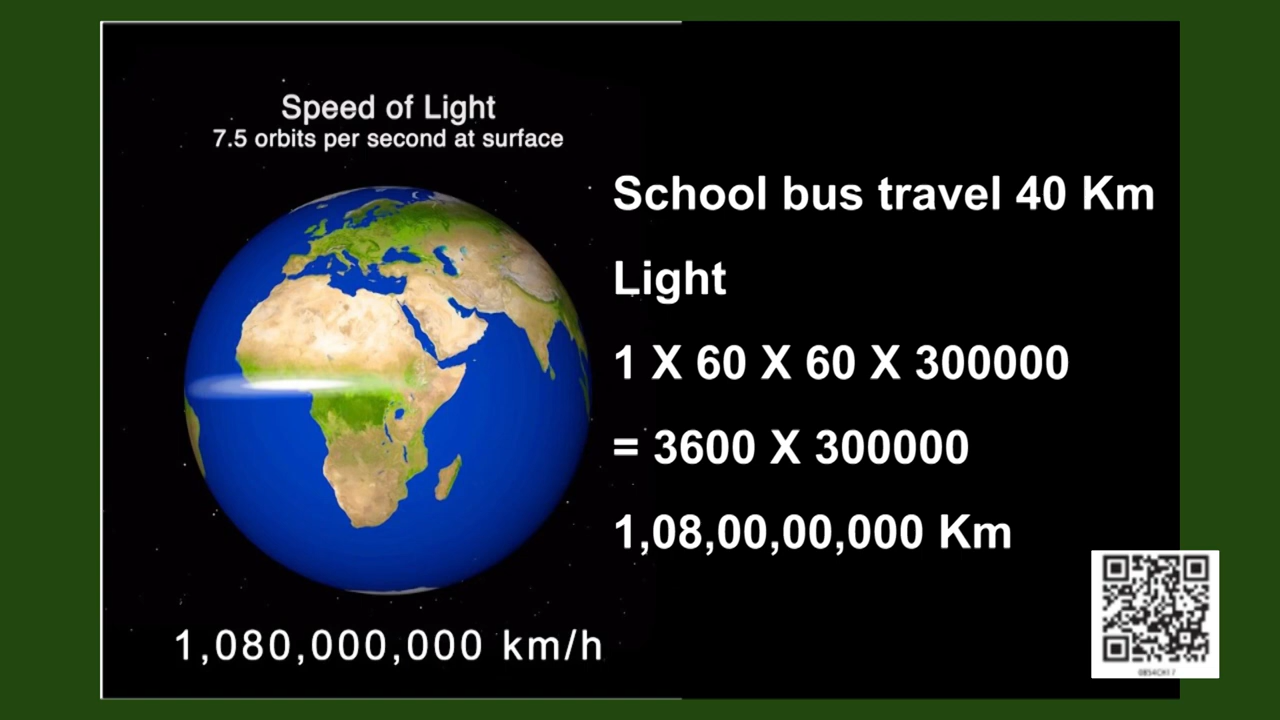 Speed of Light
7.5 orbits per second at surface
School bus travel 40 Km
Light
1 X 60 X 60 X 300000
= 3600 X 300000
1,08,00,00,000 Km
1,080,000,000 km/h